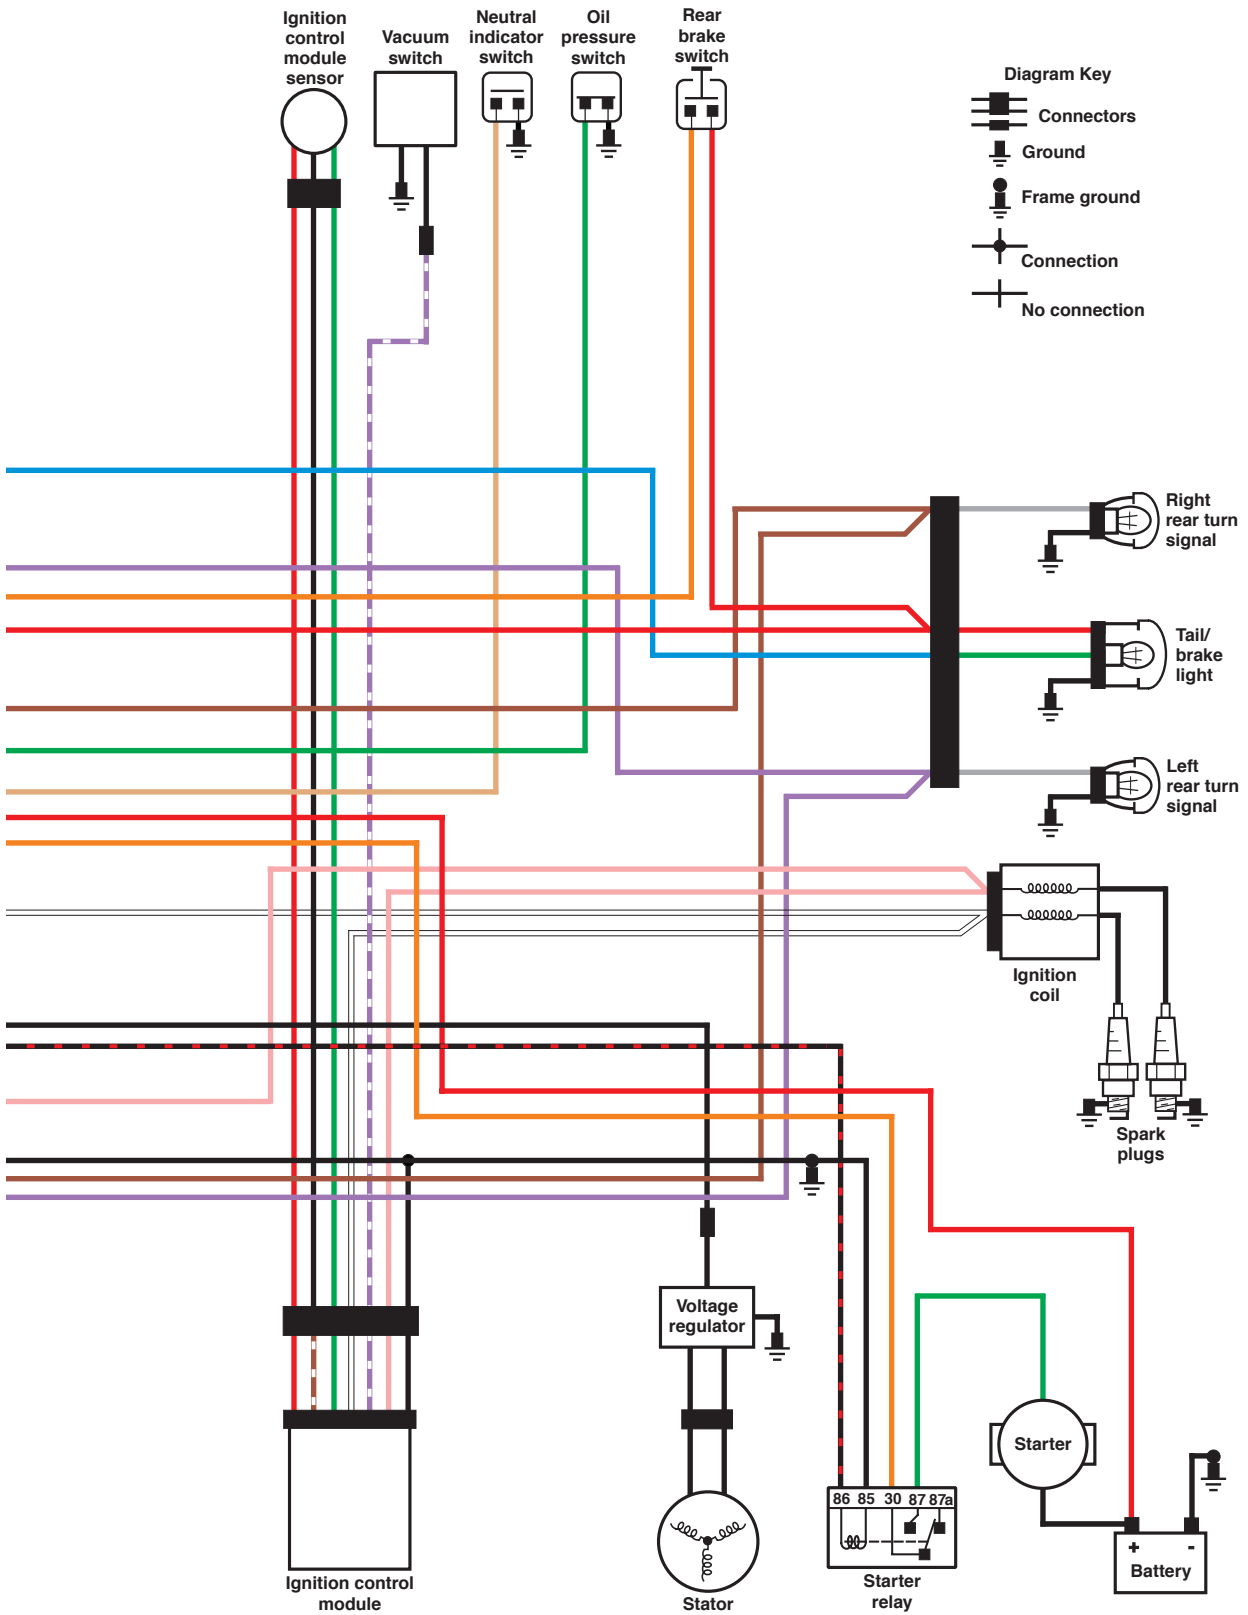 Ignition
control
module
sensor
Vacuum
switch
Neutral
indicator
switch
Oil
pressure
switch
Rear
brake
switch
Diagram Key
Connectors
Ground
Frame ground
Connection
No connection
Right
rear turn
signal
Tail/
brake
light
Left
rear turn
signal
Ignition
coil
Spark
plugs
Voltage
regulator
Starter
86 85 30 87 87a
+ -
Battery
Ignition control
module
Stator
Starter
relay